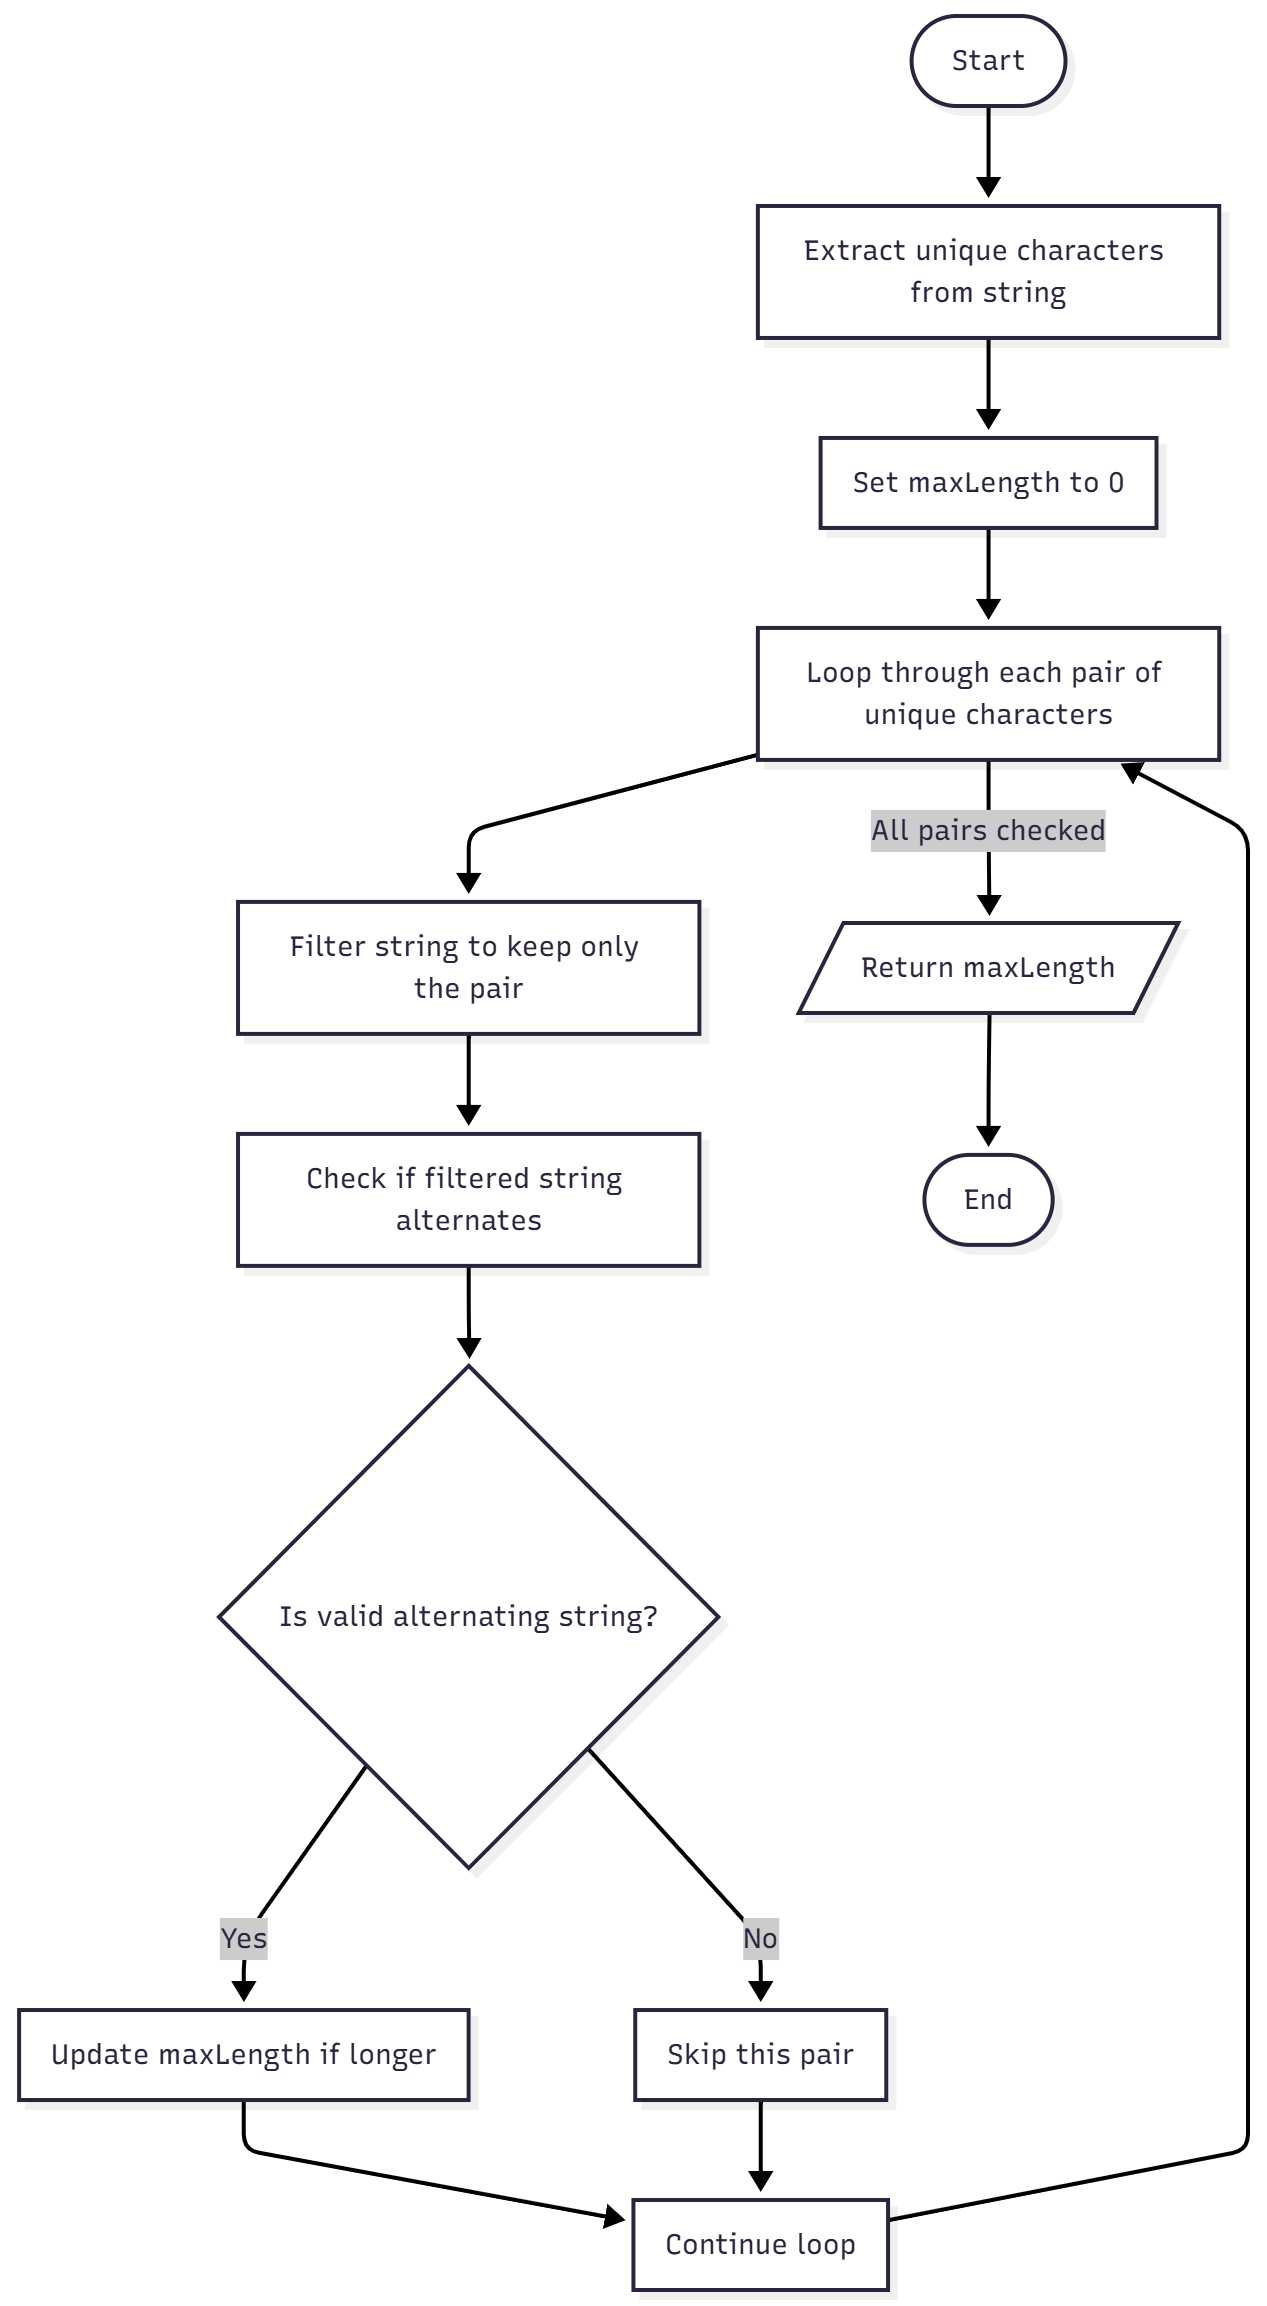 Start
Extract unique characters
from string
Set maxLength to 0
Loop through each pair of
unique characters
All pairs checked
Filter string to keep only
the pair
Return maxLength
Check if filtered string
alternates
End
Is valid alternating string?
Yes
No
Update maxLength if longer
Skip this pair
Continue loop